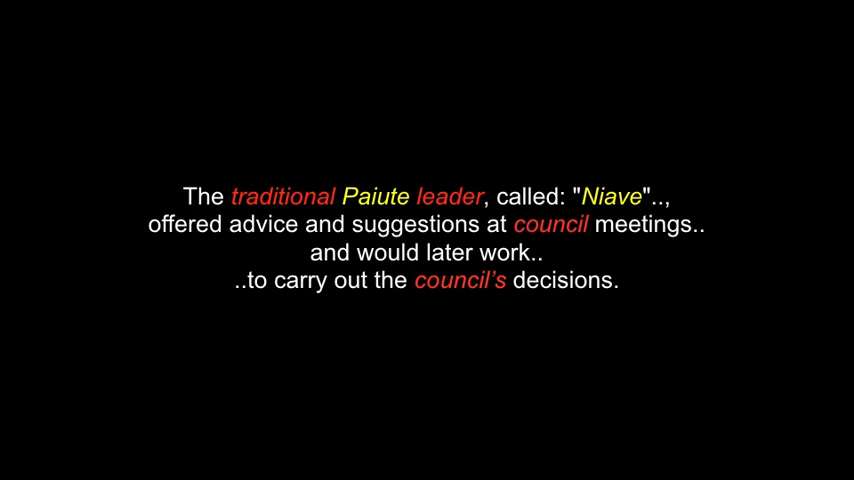 The traditional Paiute leader, called: "Niave"..,
offered advice and suggestions at council meetings..
and would later work..
..to carry out the council’s decisions.